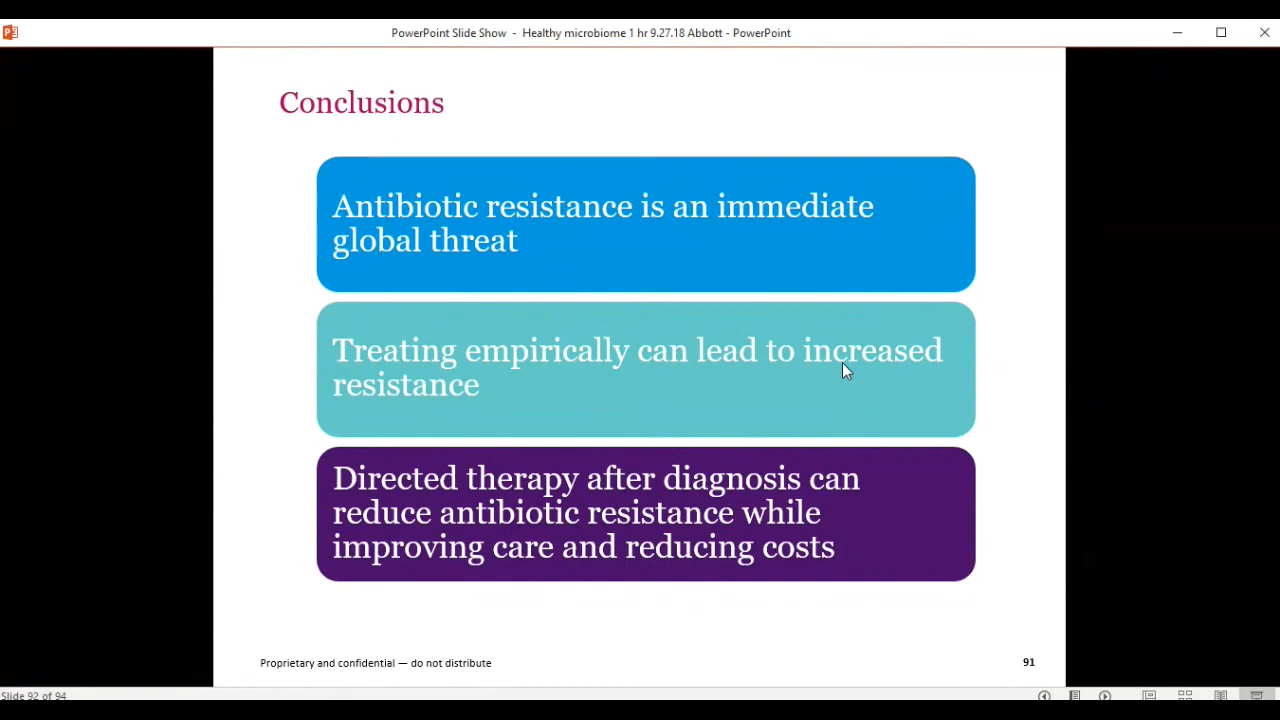 PowerPoint Slide Show - Healthy microbiome 1 hr 9.27.18 Abbott - PowerPoint
Conclusions
Antibiotic resistance is an immediate
global threat
Treating empirically can lead to increased
resistance
Directed therapy after diagnosis can
reduce antibiotic resistance while
improving care and reducing costs
Proprietary and confidential — do not distribute
91
Slide 92 of 94